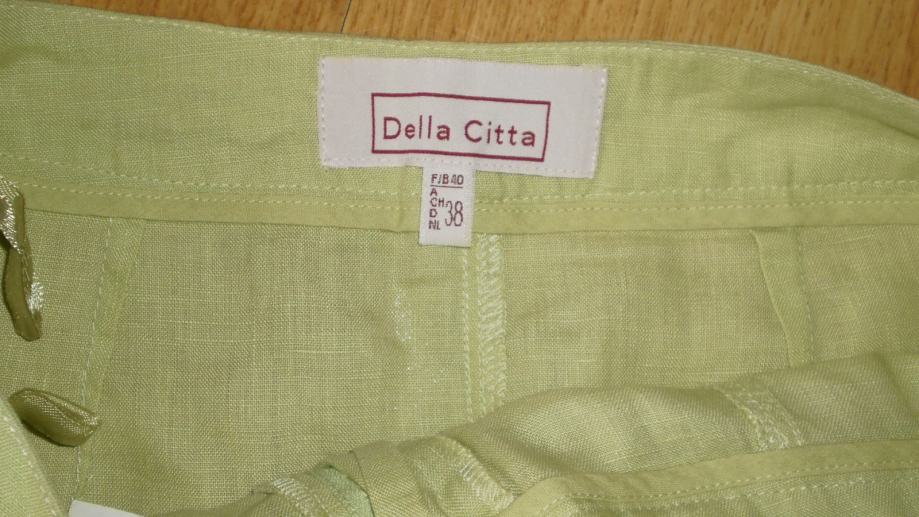 Della Citta
F/B 40
A
CH
D
NL
38